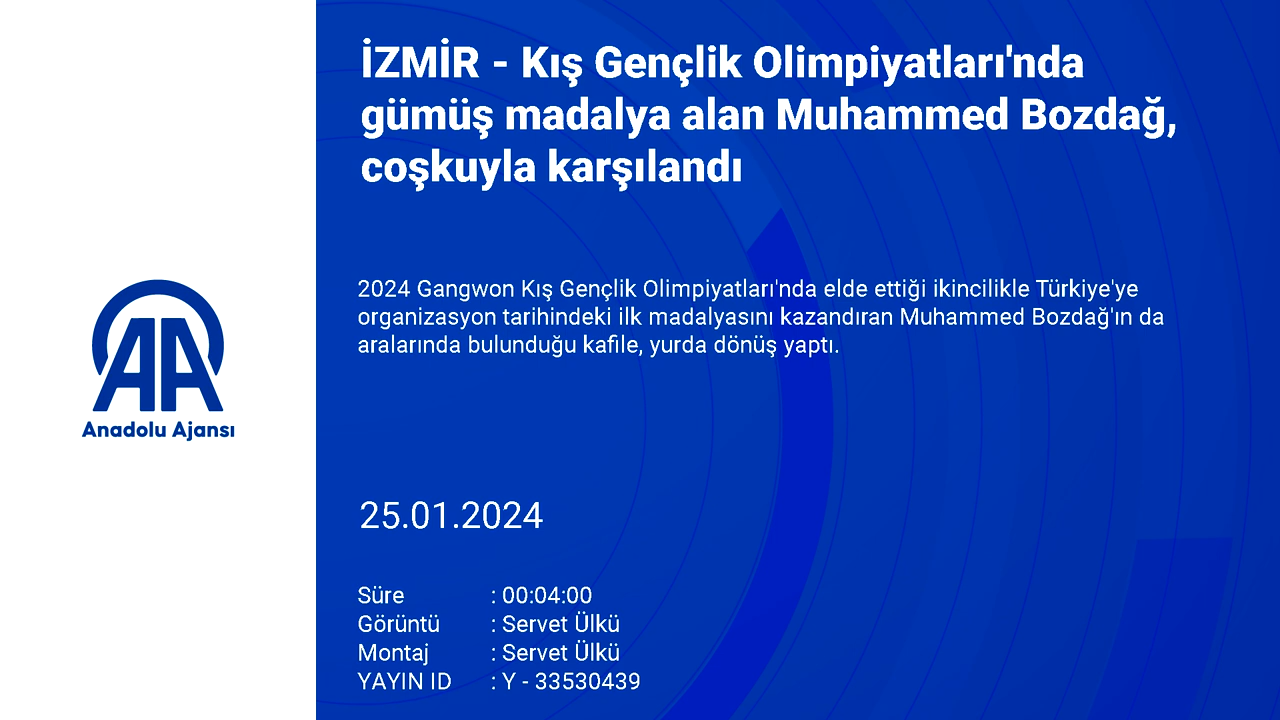 İZMİR - Kış Gençlik Olimpiyatları'nda
gümüş madalya alan Muhammed Bozdağ,
coşkuyla karşılandı
2024 Gangwon Kış Gençlik Olimpiyatları'nda elde ettiği ikincilikle Türkiye'ye
organizasyon tarihindeki ilk madalyasını kazandıran Muhammed Bozdağ'ın da
aralarında bulunduğu kafile, yurda dönüş yaptı.
AA
Anadolu Ajansı
25.01.2024
Süre : 00:04:00
Görüntü : Servet Ülkü
Montaj : Servet Ülkü
YAYIN ID : Y - 33530439